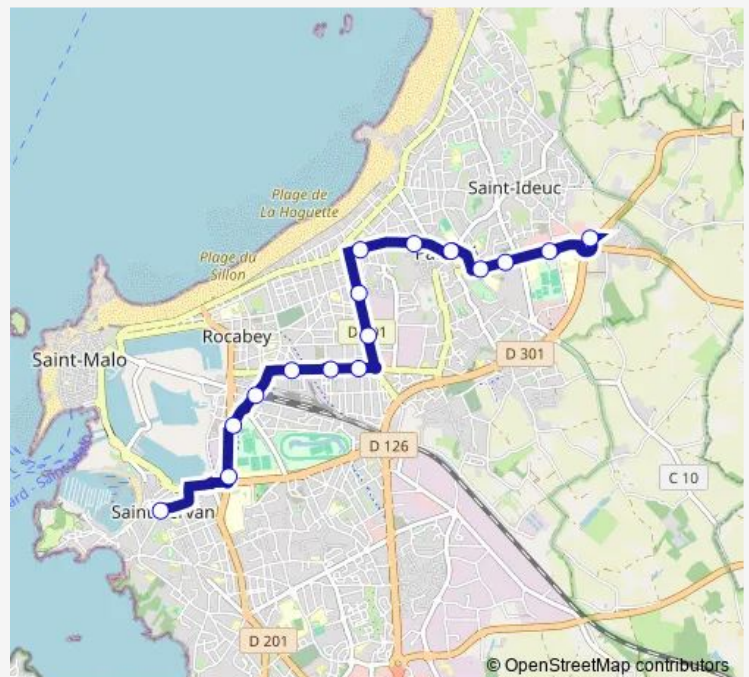 Saint-Ideuc
Plage de
La Hoguette
Plage du
Sillon
Rocabey
D 301
Saint-Malo
D 126
C 10
D 201
© OpenStreetMap contributors